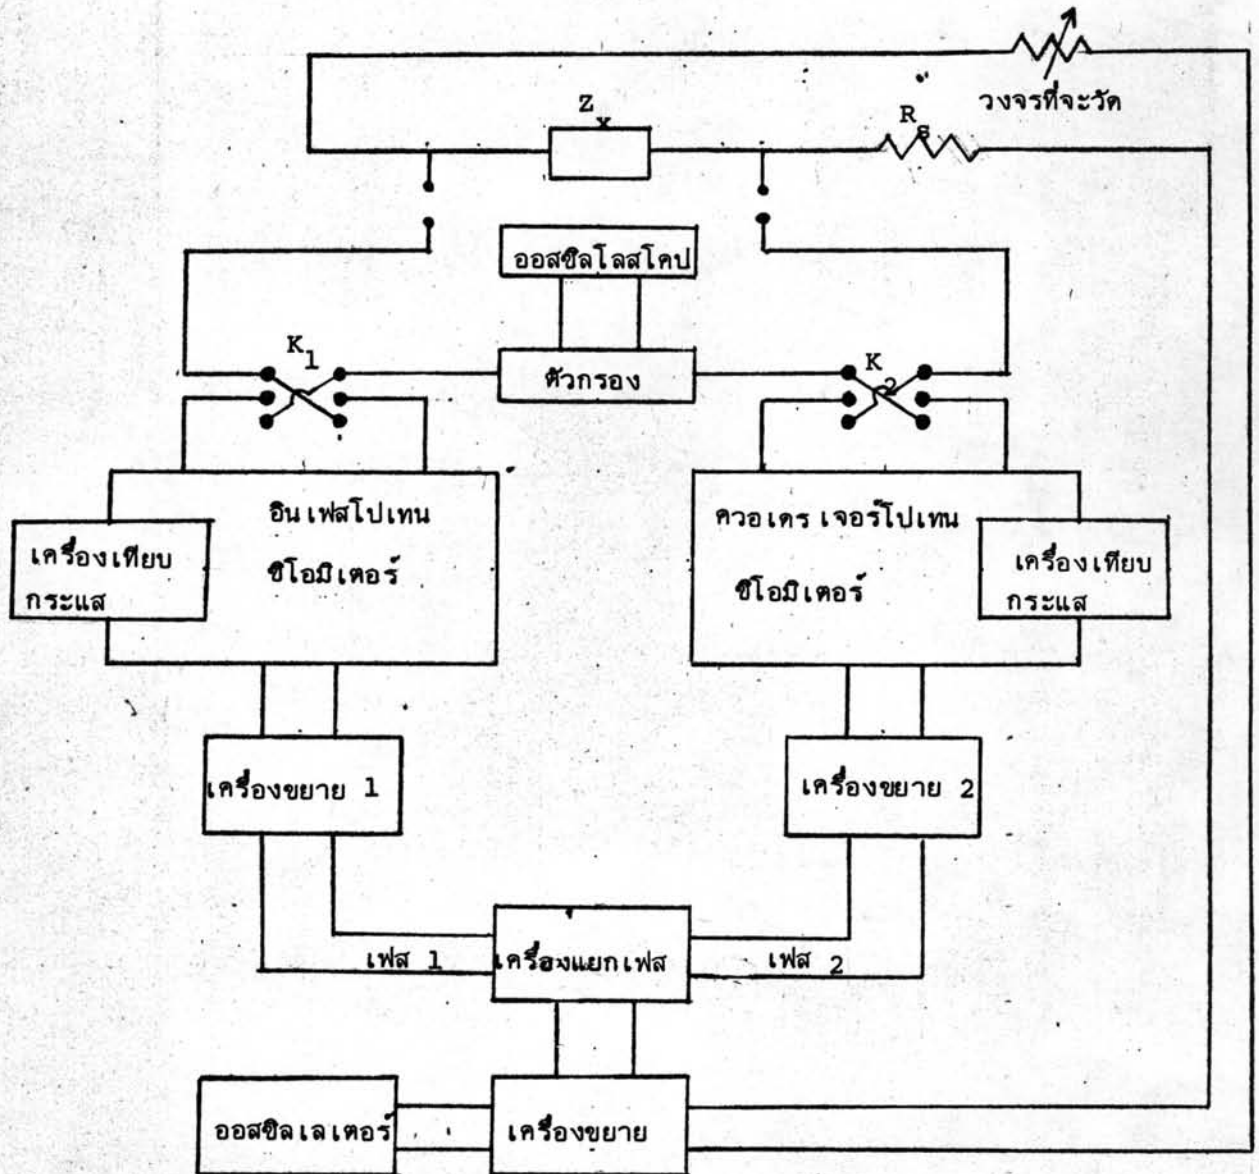 วงจรที่จะวัด
Z x
R s
ออสซิลโลสโคป
K 1
ตัวกรอง
K 2
อินเฟสโปเทน
ซิโอมิเตอร์
ควอเดรเจอร์โปเทน
ซิโอมิเตอร์
เครื่องเทียบ
กระแส
เครื่องเทียบ
กระแส
เครื่องขยาย 1
เครื่องขยาย 2
เฟส 1
เครื่องแยกเฟส
เฟส 2
ออสซิลเลเตอร์
เครื่องขยาย